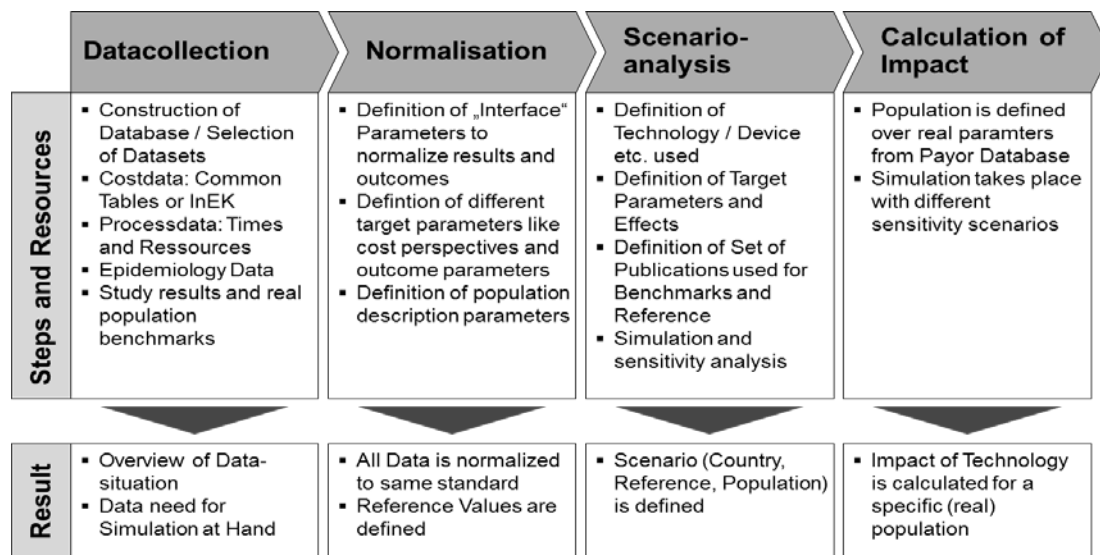 Datacollection
Normalisation
Scenario-
analysis
Calculation of
Impact
Steps and Resources
▪ Construction of
Database / Selection
of Datasets
▪ Costdata: Common
Tables or InEK
▪ Processdata: Times
and Ressources
▪ Epidemiology Data
▪ Study results and real
population
benchmarks
▪ Definition of „Interface“
Parameters to
normalize results and
outcomes
▪ Defintion of different
target parameters like
cost perspectives and
outcome parameters
▪ Definition of population
description parameters
▪ Definition of
Technology / Device
etc. used
▪ Definition of Target
Parameters and
Effects
▪ Definition of Set of
Publications used for
Benchmarks and
Reference
▪ Simulation and
sensitivity analysis
▪ Population is defined
over real paramters
from Payor Database
▪ Simulation takes place
with different
sensitivity scenarios
Result
▪ Overview of Data-
situation
▪ Data need for
Simulation at Hand
▪ All Data is normalized
to same standard
▪ Reference Values are
defined
▪ Scenario (Country,
Reference, Population)
is defined
▪ Impact of Technology
is calculated for a
specific (real)
population